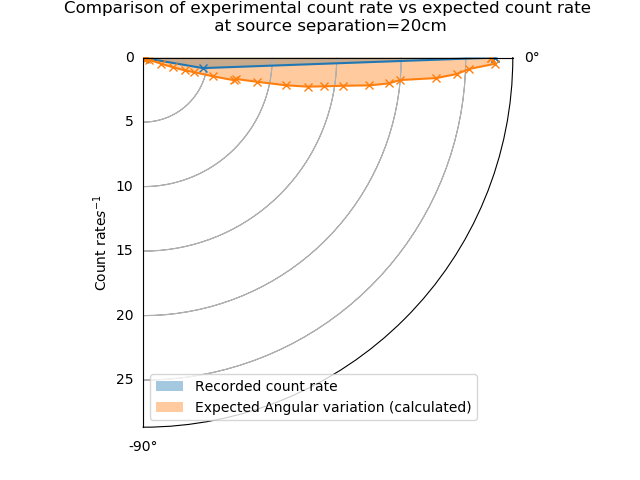 Comparison of experimental count rate vs expected count rate
at source separation=20cm
0
0°
5
10
15
20
25
Count rates⁻¹
Recorded count rate
Expected Angular variation (calculated)
-90°